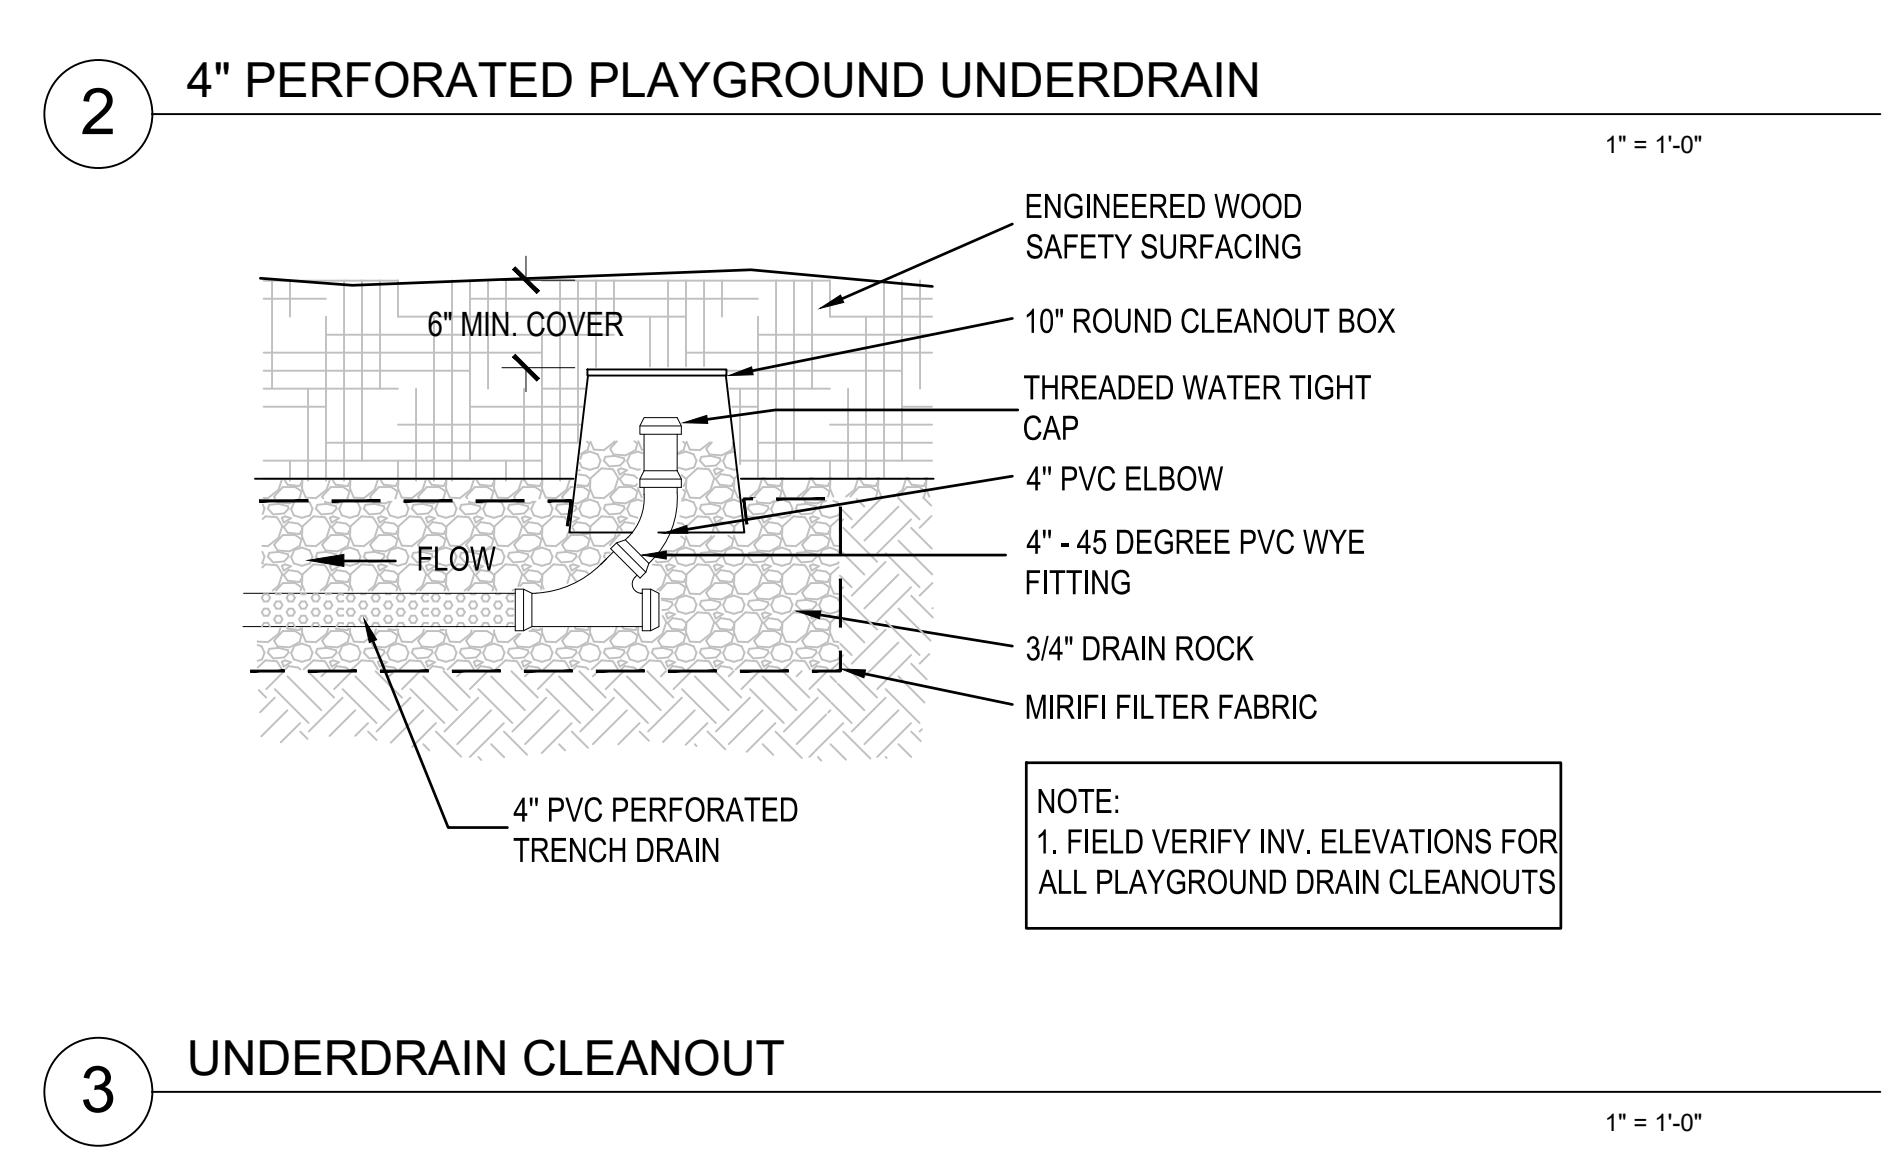 2
4" PERFORATED PLAYGROUND UNDERDRAIN
1" = 1'-0"
ENGINEERED WOOD
SAFETY SURFACING
6" MIN. COVER
10" ROUND CLEANOUT BOX
THREADED WATER TIGHT
CAP
4" PVC ELBOW
4" - 45 DEGREE PVC WYE
FITTING
FLOW
3/4" DRAIN ROCK
MIRIFI FILTER FABRIC
4" PVC PERFORATED
TRENCH DRAIN
NOTE:
1. FIELD VERIFY INV. ELEVATIONS FOR
ALL PLAYGROUND DRAIN CLEANOUTS
3
UNDERDRAIN CLEANOUT
1" = 1'-0"